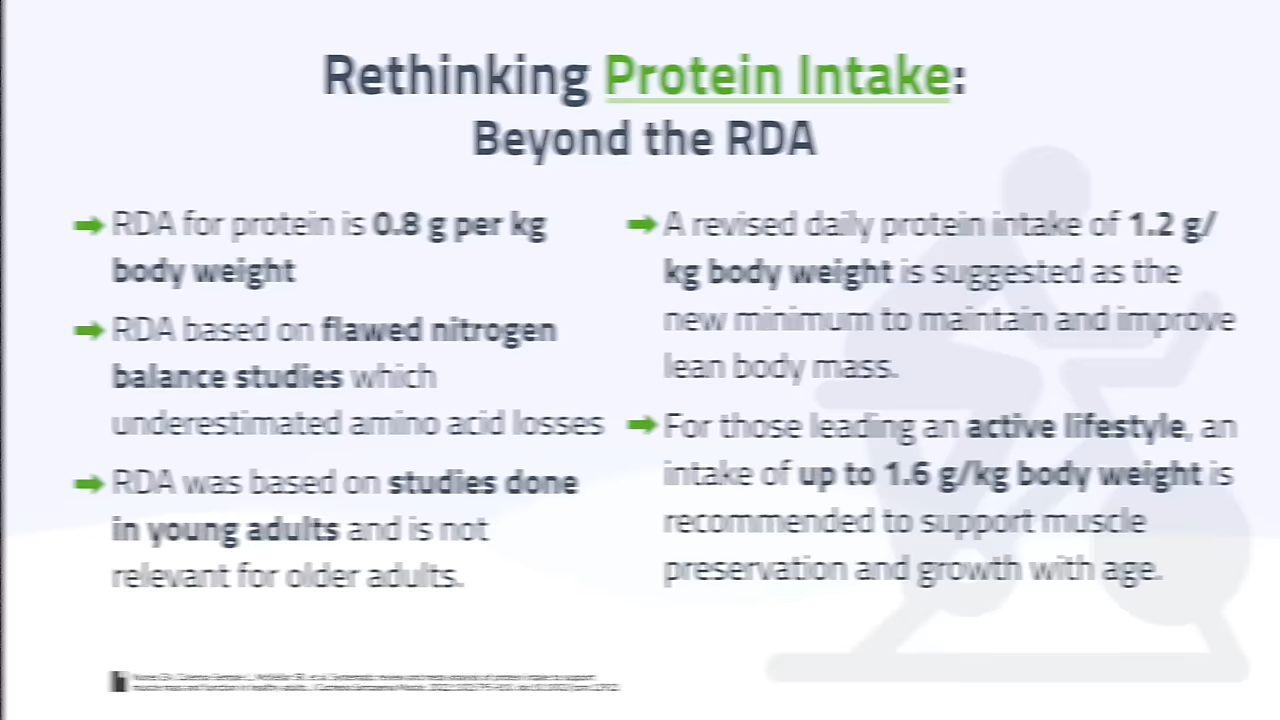 Rethinking Protein Intake:
Beyond the RDA
RDA for protein is 0.8 g per kg
body weight
RDA based on flawed nitrogen
balance studies which
underestimated amino acid losses
RDA was based on studies done
in young adults and is not
relevant for older adults.
A revised daily protein intake of 1.2 g/
kg body weight is suggested as the
new minimum to maintain and improve
lean body mass.
For those leading an active lifestyle, an
intake of up to 1.6 g/kg body weight is
recommended to support muscle
preservation and growth with age.